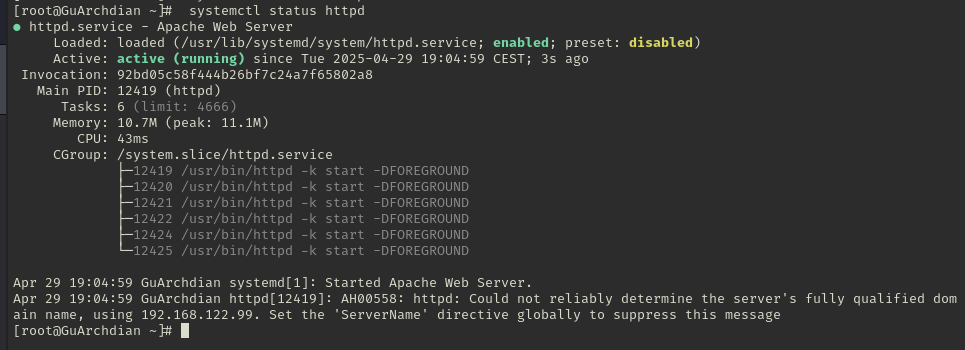 [root@GuArchdian ~]#  systemctl status httpd
● httpd.service - Apache Web Server
     Loaded: loaded (/usr/lib/systemd/system/httpd.service; enabled; preset: disabled)
     Active: active (running) since Tue 2025-04-29 19:04:59 CEST; 3s ago
 Invocation: 92bd05c58f444b26bf7c24a7f65802a8
   Main PID: 12419 (httpd)
      Tasks: 6 (limit: 4666)
     Memory: 10.7M (peak: 11.1M)
        CPU: 43ms
     CGroup: /system.slice/httpd.service
             ├─12419 /usr/bin/httpd -k start -DFOREGROUND
             ├─12420 /usr/bin/httpd -k start -DFOREGROUND
             ├─12421 /usr/bin/httpd -k start -DFOREGROUND
             ├─12422 /usr/bin/httpd -k start -DFOREGROUND
             ├─12424 /usr/bin/httpd -k start -DFOREGROUND
             └─12425 /usr/bin/httpd -k start -DFOREGROUND

Apr 29 19:04:59 GuArchdian systemd[1]: Started Apache Web Server.
Apr 29 19:04:59 GuArchdian httpd[12419]: AH00558: httpd: Could not reliably determine the server's fully qualified dom
ain name, using 192.168.122.99. Set the 'ServerName' directive globally to suppress this message
[root@GuArchdian ~]#